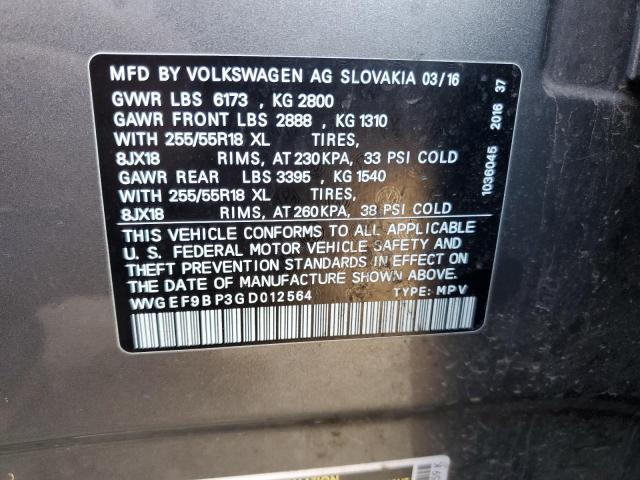 MFD BY VOLKSWAGEN AG SLOVAKIA 03/16
GVWR LBS 6173 , KG 2800
GAWR FRONT LBS 2888 , KG 1310
WITH 255/55R18 XL TIRES,
8JX18 RIMS, AT 230KPA, 33 PSI COLD
GAWR REAR LBS 3395 , KG 1540
WITH 255/55R18 XL TIRES,
8JX18 RIMS, AT 260KPA, 38 PSI COLD
THIS VEHICLE CONFORMS TO ALL APPLICABLE
U. S. FEDERAL MOTOR VEHICLE SAFETY AND
THEFT PREVENTION STANDARDS IN EFFECT ON
THE DATE OF MANUFACTURE SHOWN ABOVE.
WVGEF9BP3GD012564 TYPE: MPV
1036045 2016 37